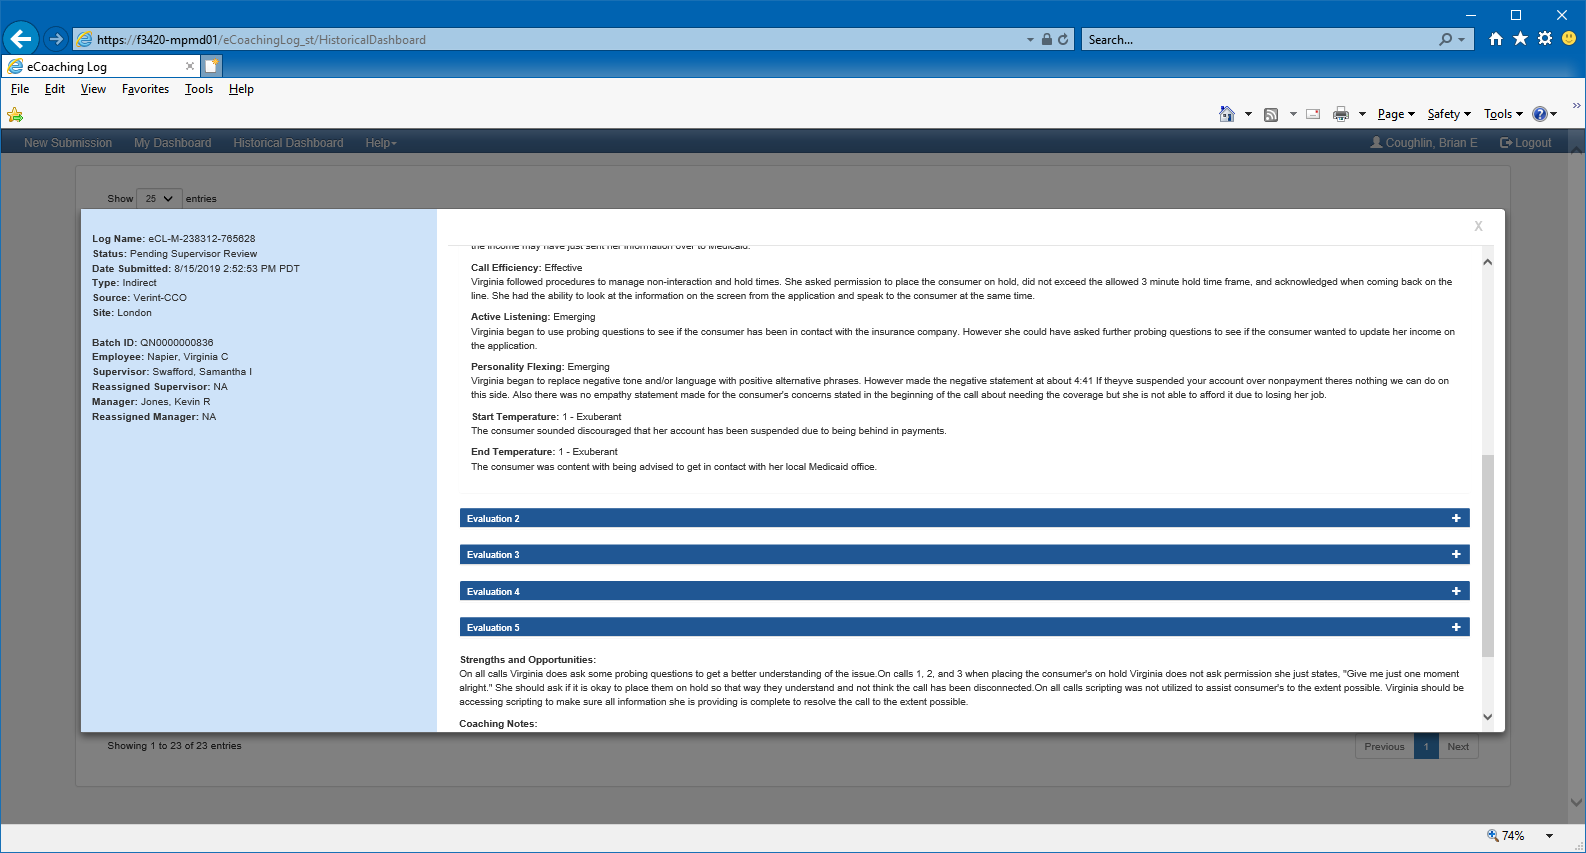 https://f3420-mpmd01/eCoachingLog_st/HistoricalDashboard
Search...
eCoaching Log
File Edit View Favorites Tools Help
Page Safety Tools
New Submission My Dashboard Historical Dashboard Help Coughlin, Brian E Logout
Show 25 entries
X
Log Name: eCL-M-238312-765628
Status: Pending Supervisor Review
Date Submitted: 8/15/2019 2:52:53 PM PDT
Type: Indirect
Source: Verint-CCO
Site: London
Batch ID: QN0000000836
Employee: Napier, Virginia C
Supervisor: Swafford, Samantha I
Reassigned Supervisor: NA
Manager: Jones, Kevin R
Reassigned Manager: NA
the income may have just sent her information over to Medicaid.
Call Efficiency: Effective
Virginia followed procedures to manage non-interaction and hold times. She asked permission to place the consumer on hold, did not exceed the allowed 3 minute hold time frame, and acknowledged when coming back on the
line. She had the ability to look at the information on the screen from the application and speak to the consumer at the same time.
Active Listening: Emerging
Virginia began to use probing questions to see if the consumer has been in contact with the insurance company. However she could have asked further probing questions to see if the consumer wanted to update her income on
the application.
Personality Flexing: Emerging
Virginia began to replace negative tone and/or language with positive alternative phrases. However made the negative statement at about 4:41 If theyve suspended your account over nonpayment theres nothing we can do on
this side. Also there was no empathy statement made for the consumer's concerns stated in the beginning of the call about needing the coverage but she is not able to afford it due to losing her job.
Start Temperature: 1 - Exuberant
The consumer sounded discouraged that her account has been suspended due to being behind in payments.
End Temperature: 1 - Exuberant
The consumer was content with being advised to get in contact with her local Medicaid office.
Evaluation 2
Evaluation 3
Evaluation 4
Evaluation 5
Strengths and Opportunities:
On all calls Virginia does ask some probing questions to get a better understanding of the issue.On calls 1, 2, and 3 when placing the consumer's on hold Virginia does not ask permission she just states, "Give me just one moment
alright." She should ask if it is okay to place them on hold so that way they understand and not think the call has been disconnected.On all calls scripting was not utilized to assist consumer's to the extent possible. Virginia should be
accessing scripting to make sure all information she is providing is complete to resolve the call to the extent possible.
Coaching Notes:
Showing 1 to 23 of 23 entries
Previous 1 Next
74%